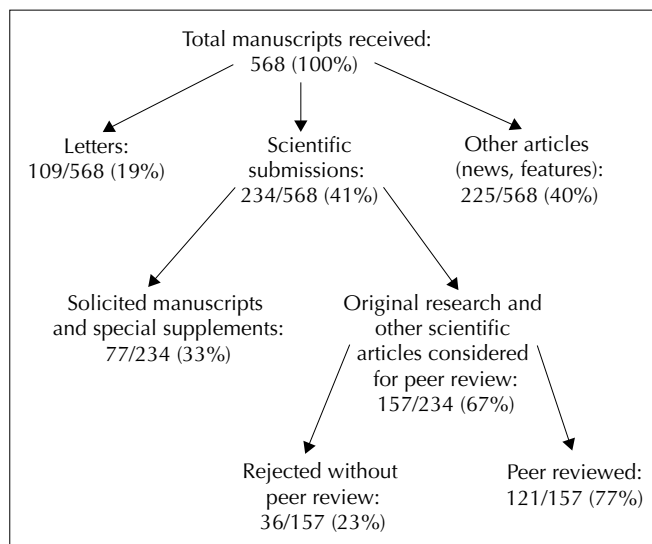 Total manuscripts received:
568 (100%)
Letters:
109/568 (19%)
Scientific
submissions:
234/568 (41%)
Other articles
(news, features):
225/568 (40%)
Solicited manuscripts
and special supplements:
77/234 (33%)
Original research and
other scientific
articles considered
for peer review:
157/234 (67%)
Rejected without
peer review:
36/157 (23%)
Peer reviewed:
121/157 (77%)